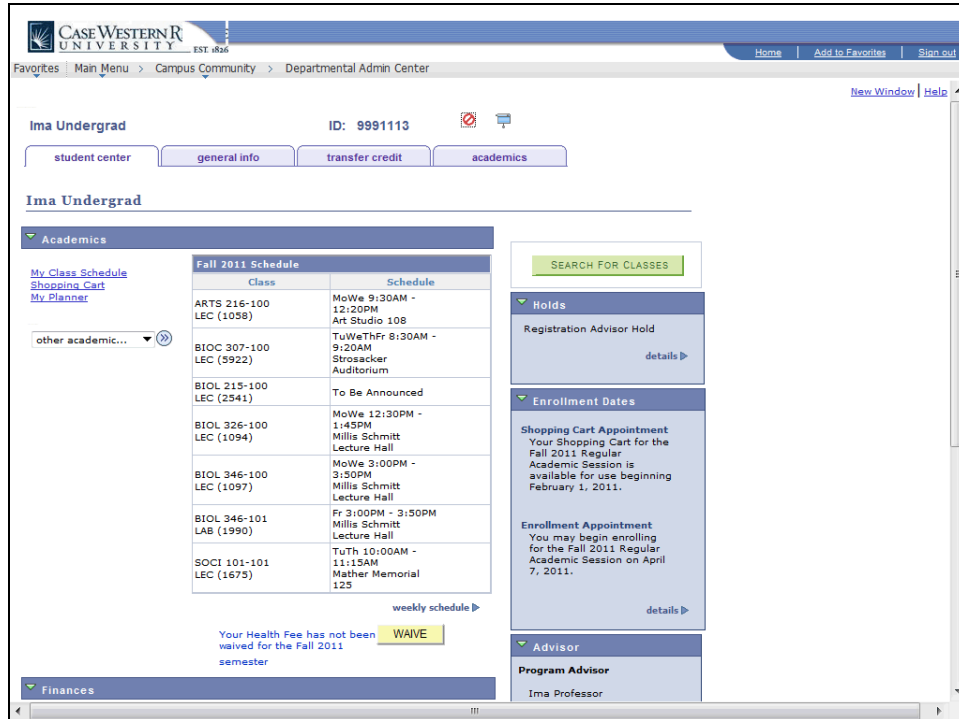 CASE WESTERN R
UNIVERSITY EST. 1826
Home | Add to Favorites | Sign out
Favorites Main Menu > Campus Community > Departmental Admin Center
New Window | Help
Ima Undergrad ID: 9991113
student center general info transfer credit academics
Ima Undergrad
Academics
My Class Schedule
Shopping Cart
My Planner
other academic...
Fall 2011 Schedule
Class Schedule
ARTS 216-100
LEC (1058)
MoWe 9:30AM -
12:20PM
Art Studio 108
BIOC 307-100
LEC (5922)
TuWeThFr 8:30AM -
9:20AM
Strosacker
Auditorium
BIOL 215-100
LEC (2541)
To Be Announced
BIOL 326-100
LEC (1094)
MoWe 12:30PM -
1:45PM
Millis Schmitt
Lecture Hall
BIOL 346-100
LEC (1097)
MoWe 3:00PM -
3:50PM
Millis Schmitt
Lecture Hall
BIOL 346-101
LAB (1990)
Fr 3:00PM - 3:50PM
Millis Schmitt
Lecture Hall
SOCI 101-101
LEC (1675)
TuTh 10:00AM -
11:15AM
Mather Memorial
125
weekly schedule
Your Health Fee has not been
waived for the Fall 2011
semester
WAIVE
Finances
SEARCH FOR CLASSES
Holds
Registration Advisor Hold
details
Enrollment Dates
Shopping Cart Appointment
Your Shopping Cart for the
Fall 2011 Regular
Academic Session is
available for use beginning
February 1, 2011.
Enrollment Appointment
You may begin enrolling
for the Fall 2011 Regular
Academic Session on April
7, 2011.
details
Advisor
Program Advisor
Ima Professor